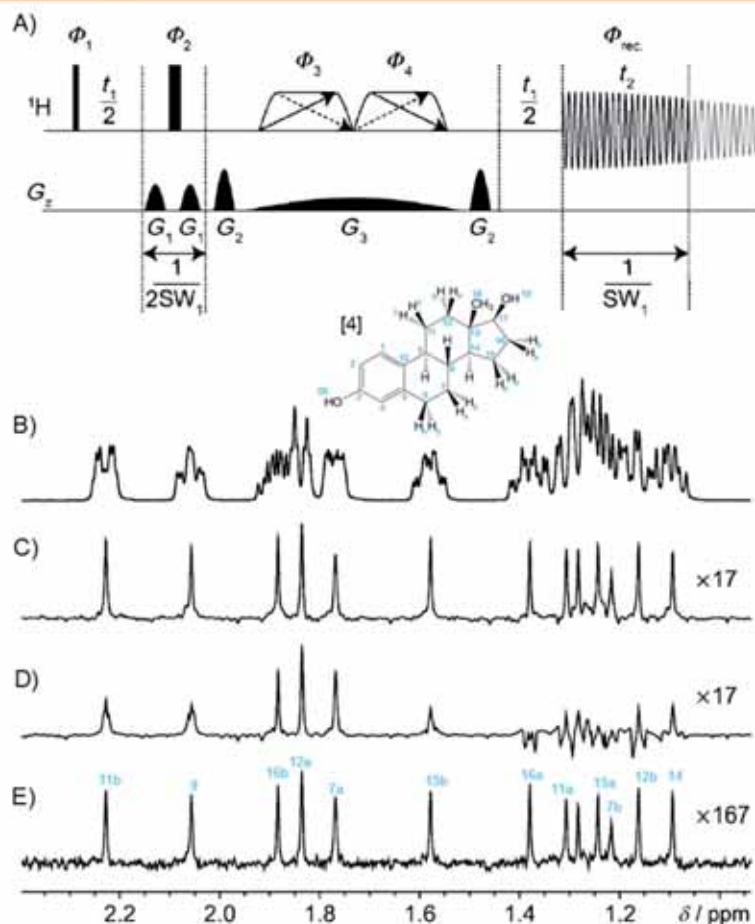 A)
Φ1 Φ2 Φ3 Φ4 Φrec.
1H t1/2 t1/2 t2
Gz
G1 G1 G2 G3 G2
1/2SW1 1/SW1
[4]
HO
CH3
OH
H
B)
C) ×17
D) ×17
E) 11b 9 16b 12a 7a 15b 16a 11a 15a 7b 12b 14 ×167
2.2 2.0 1.8 1.6 1.4 1.2 δ / ppm